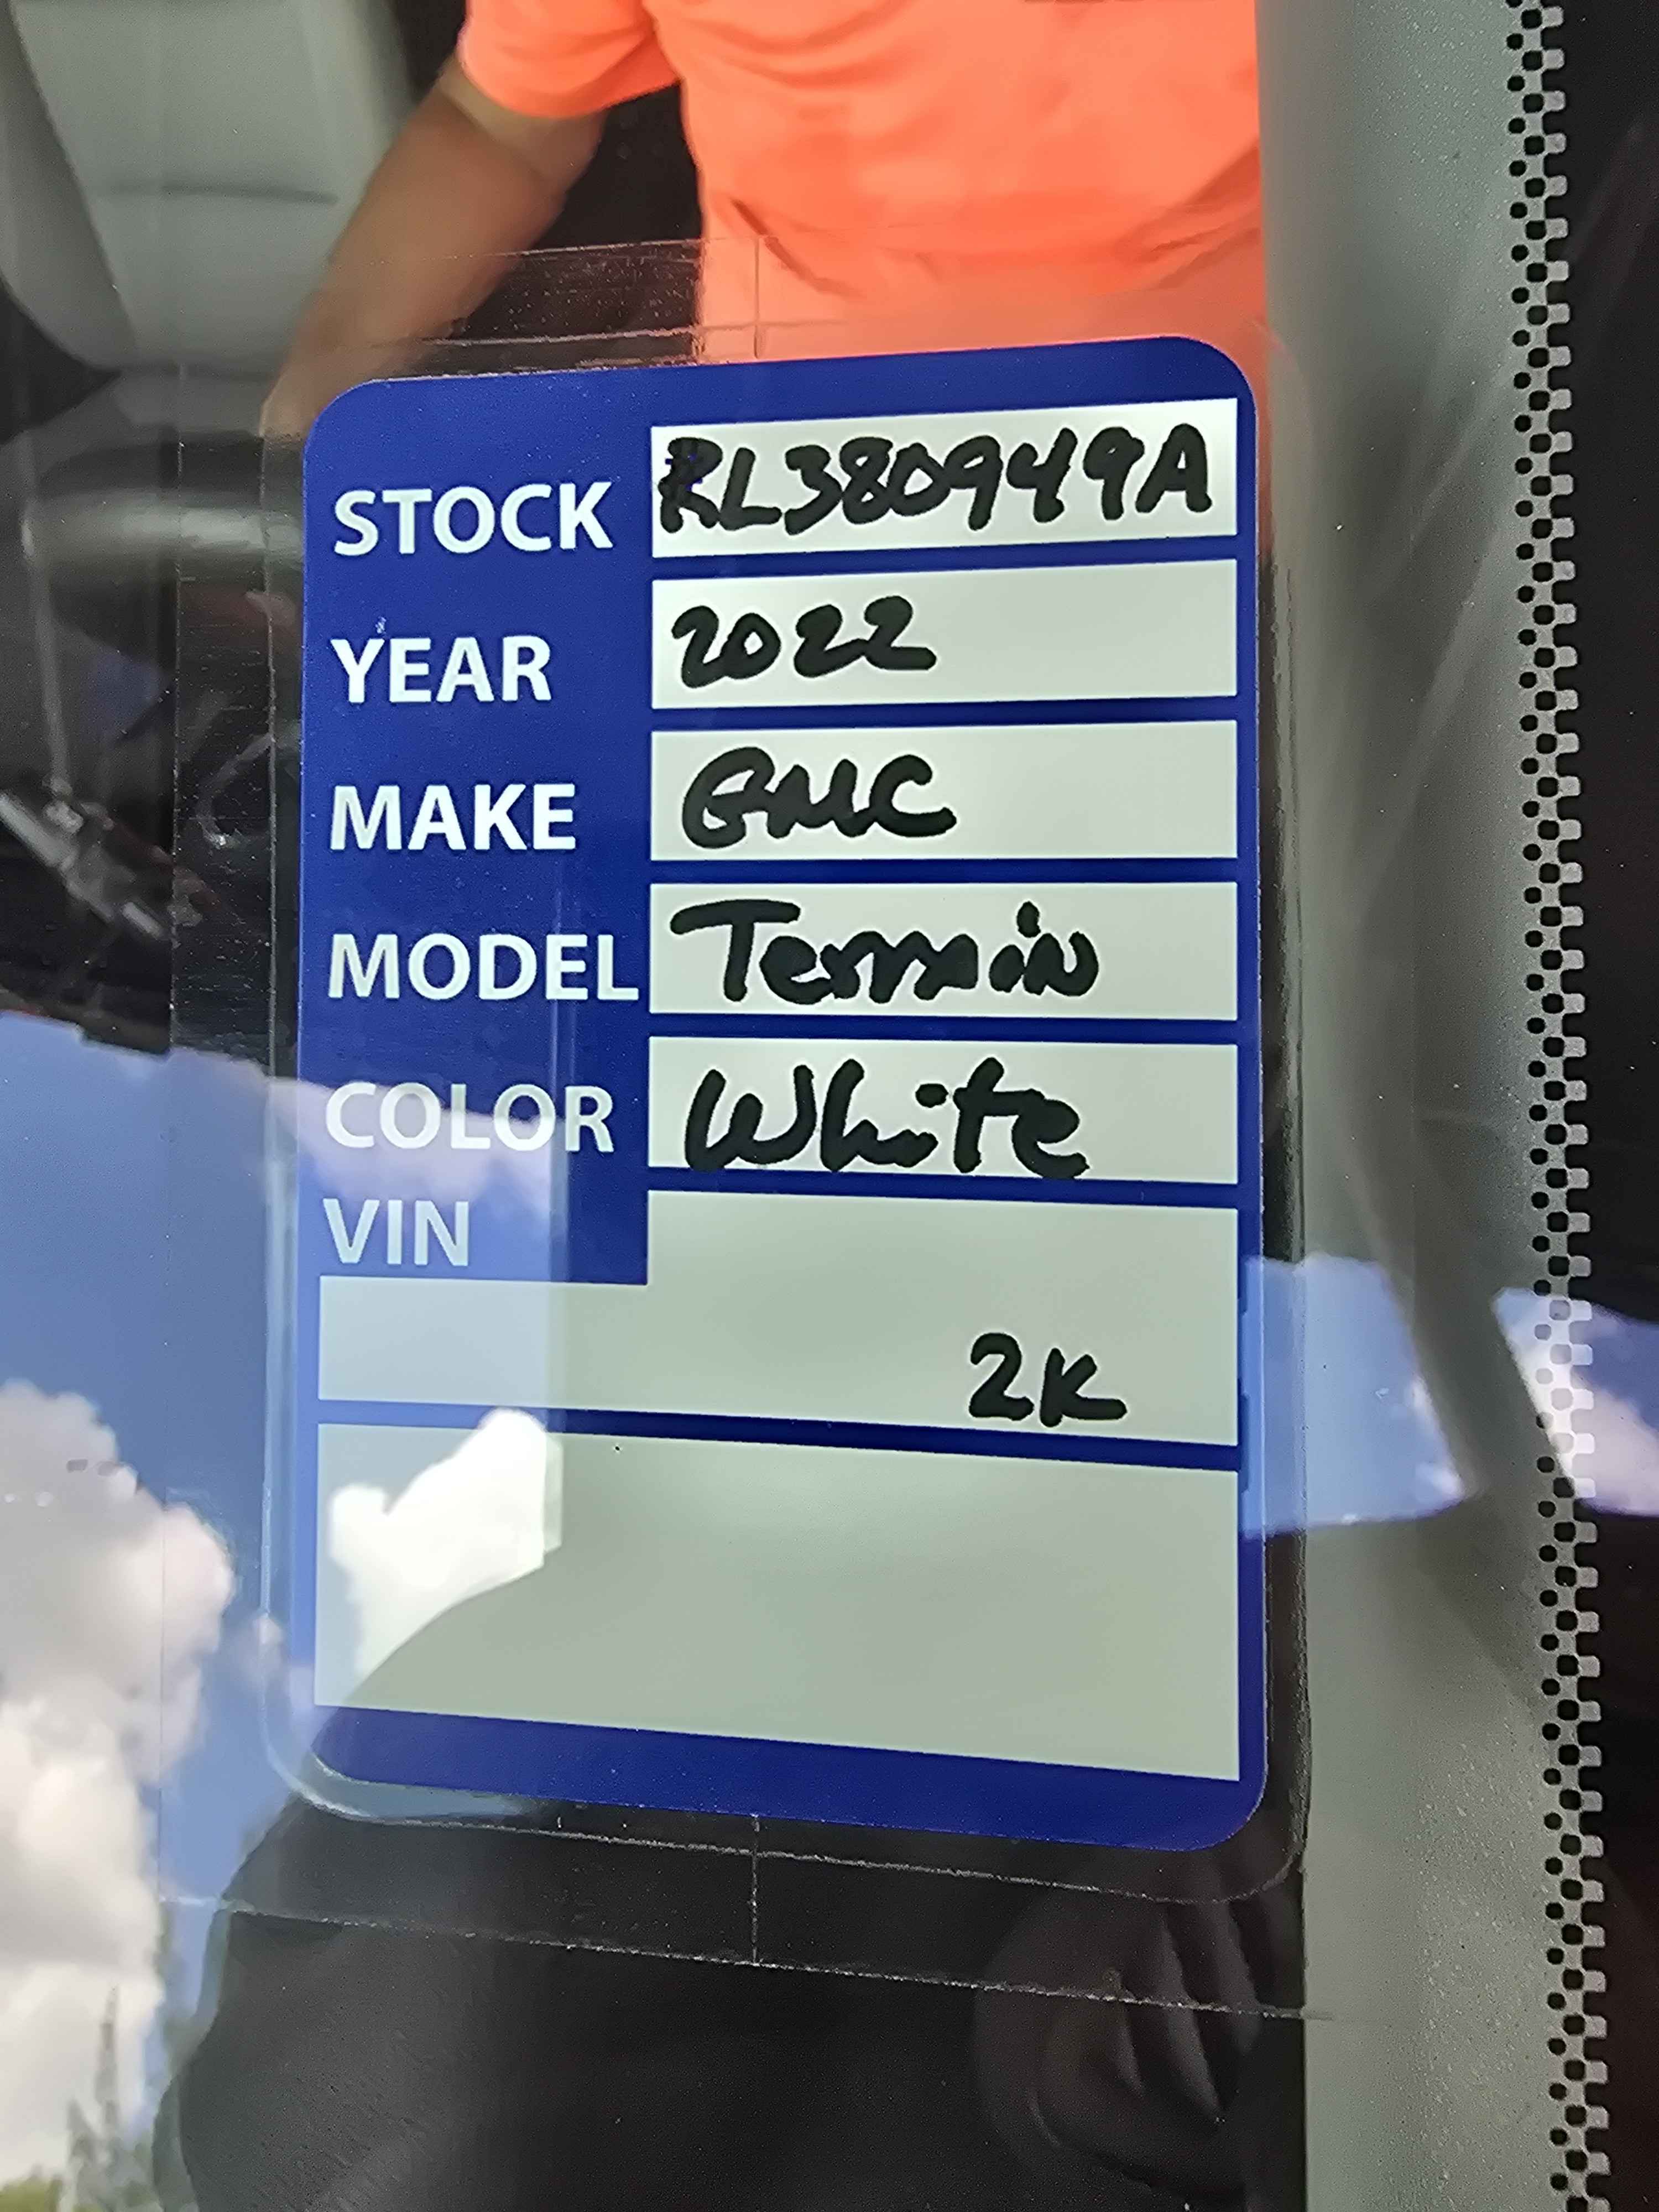 STOCK RL380949A
YEAR 2022
MAKE GMC
MODEL Terrain
COLOR White
VIN
2K